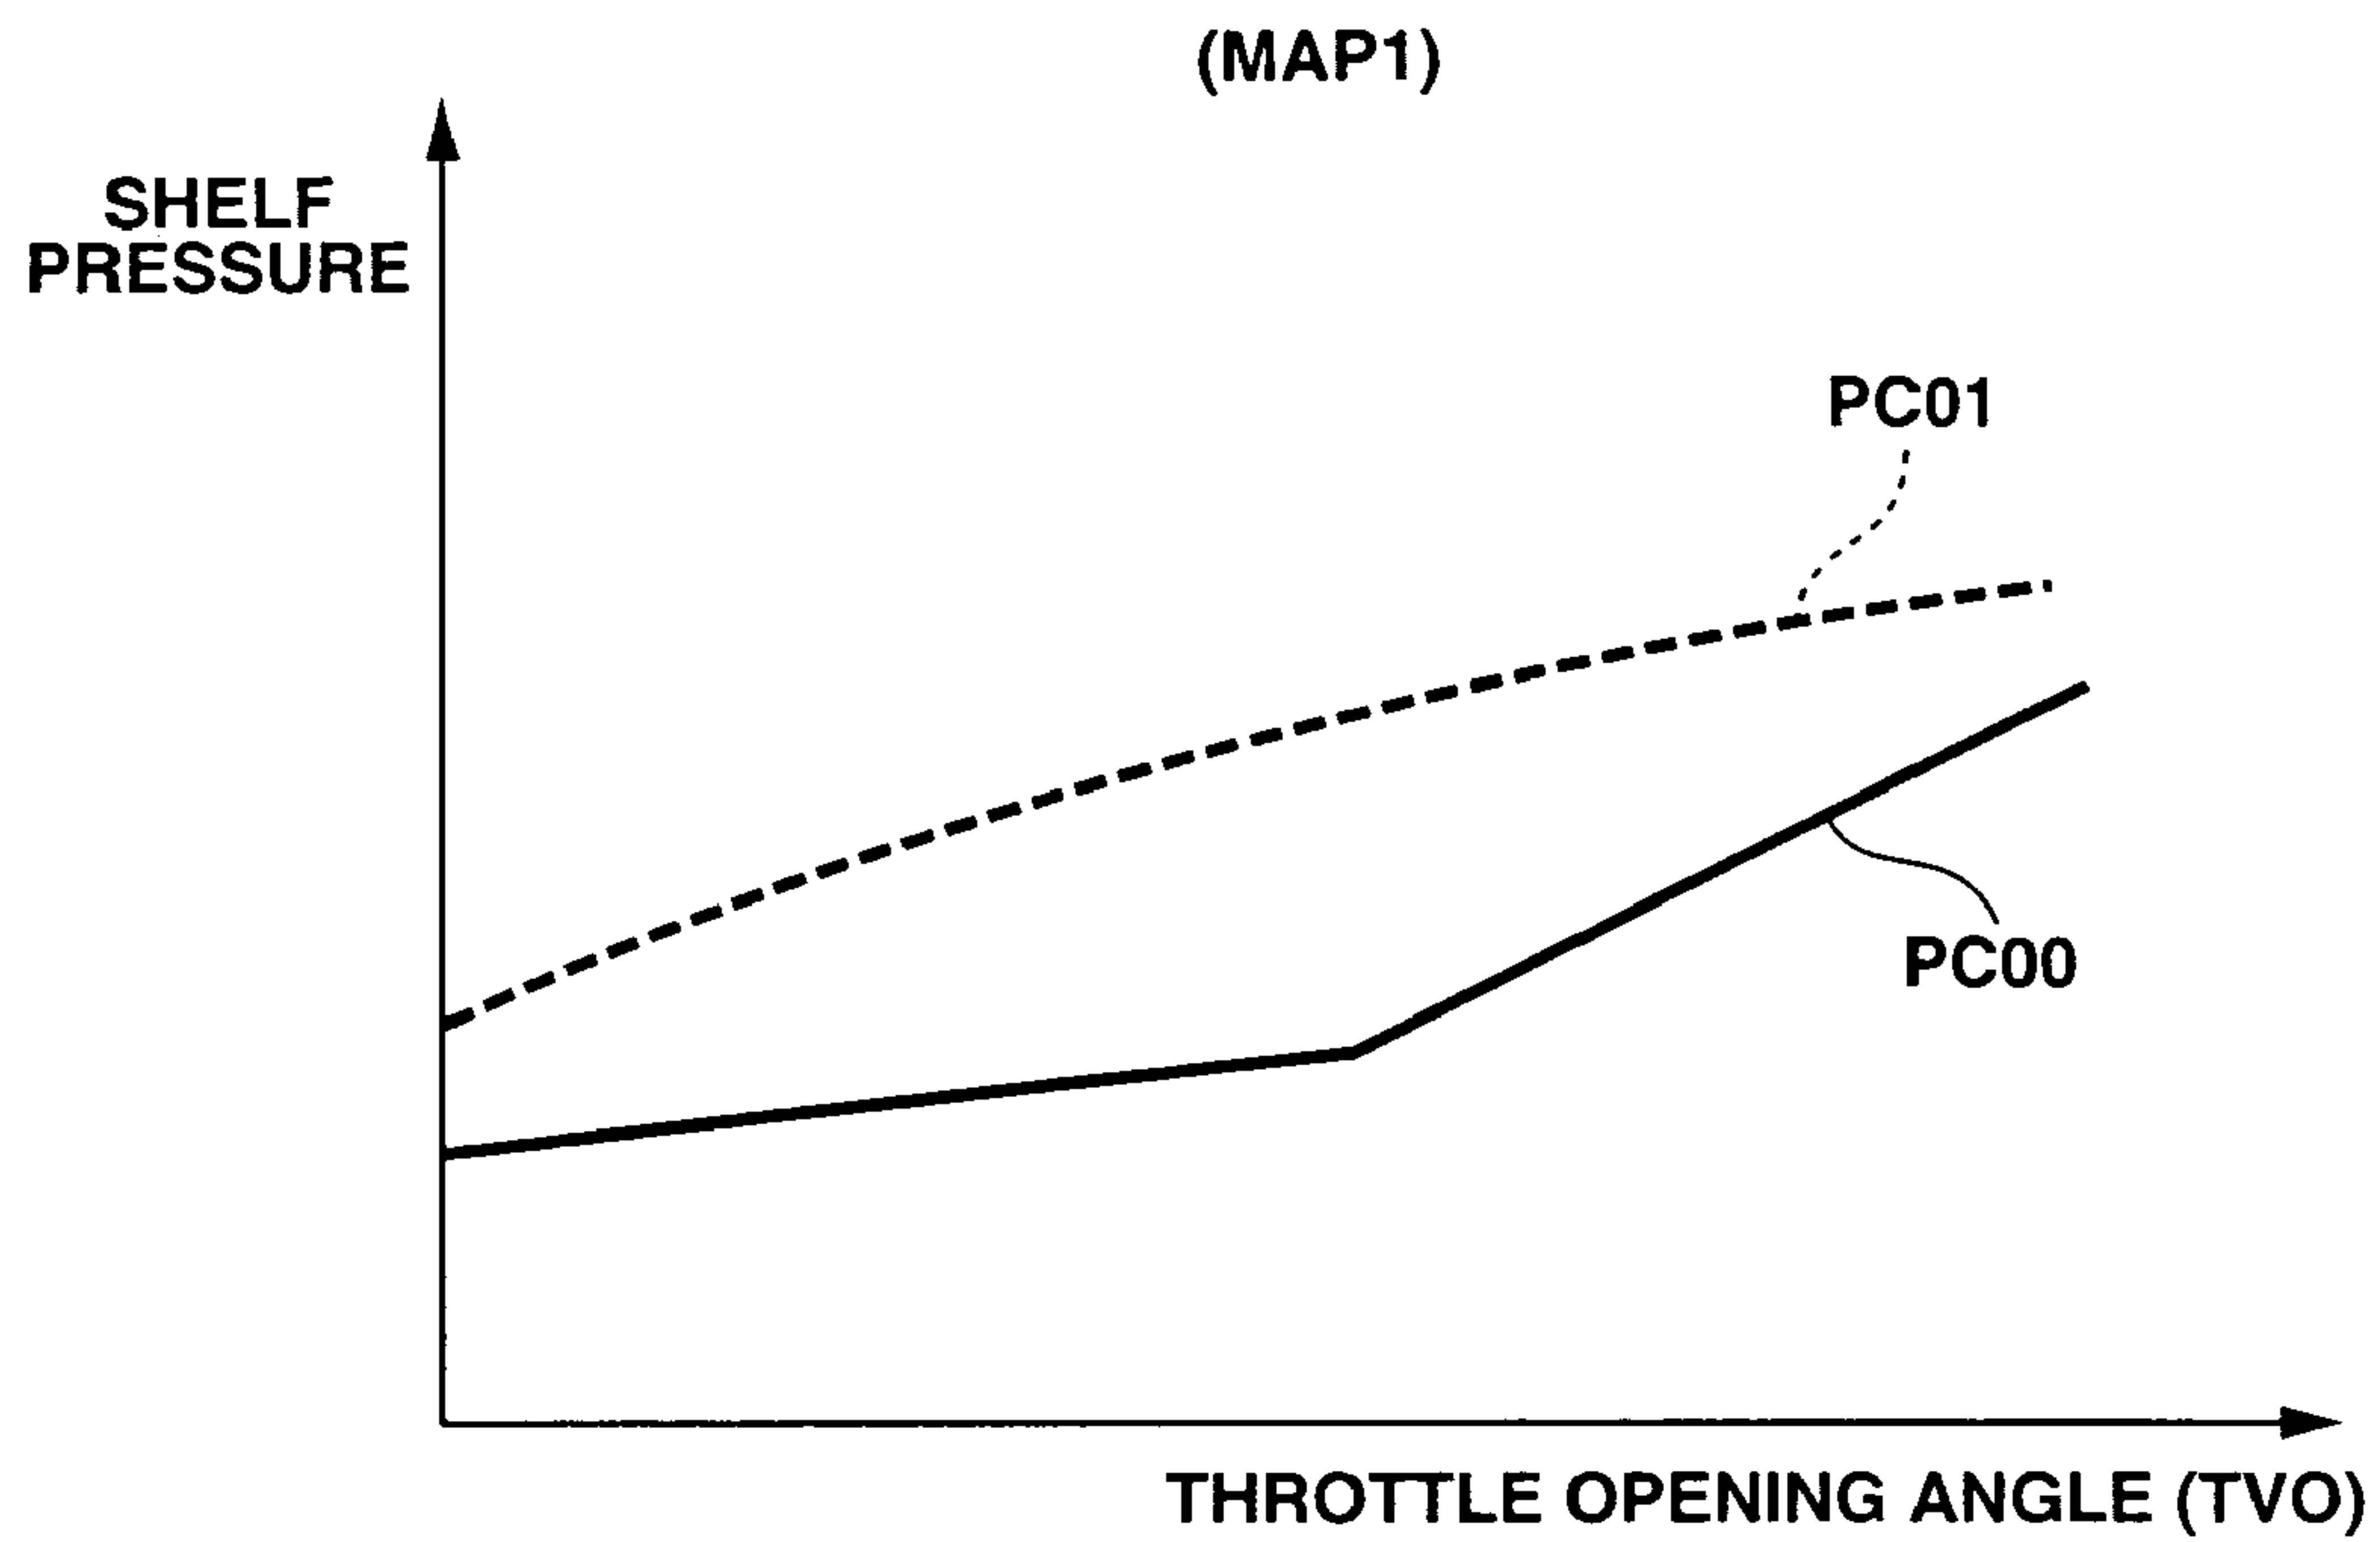 (MAP1)
SHELF
PRESSURE
PC01
PC00
THROTTLE OPENING ANGLE (TVO)